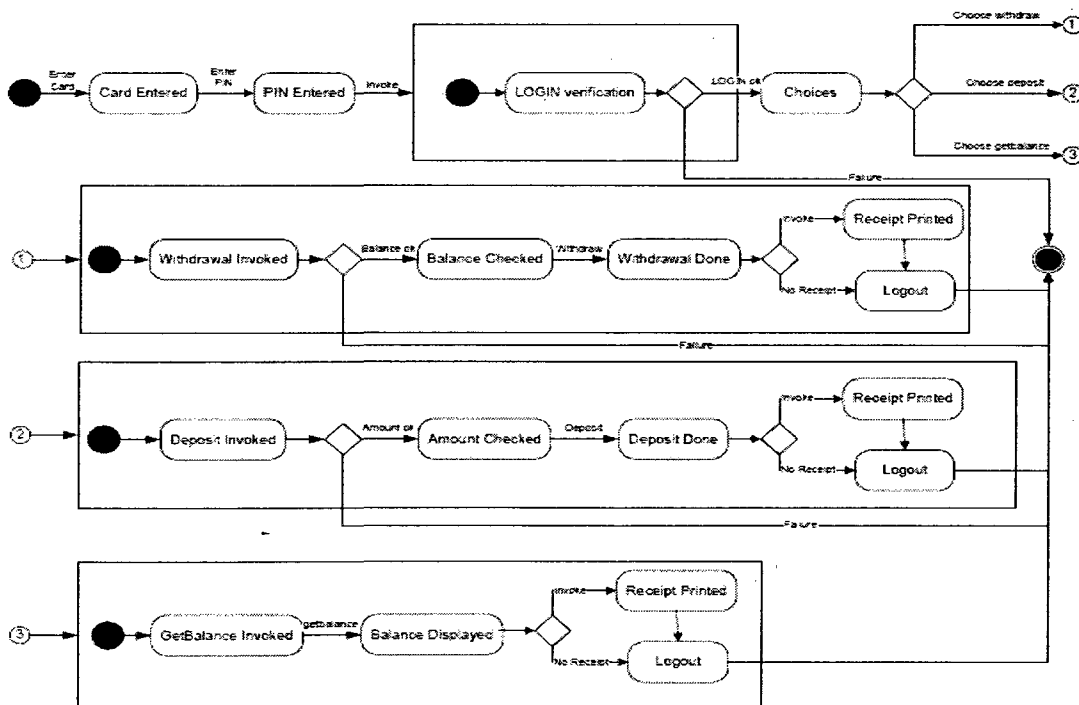 Choose withdraw
1
Enter
Card
Card Entered
Enter
PIN
PIN Entered
Invoke
LOGIN verification
LOGIN ok
Choices
Choose deposit
2
Choose getbalance
3
Failure
1
Withdrawal Invoked
Balance ok
Balance Checked
Withdraw
Withdrawal Done
Invoke
Receipt Printed
No Receipt
Logout
Failure
2
Deposit Invoked
Amount ok
Amount Checked
Deposit
Deposit Done
Invoke
Receipt Printed
No Receipt
Logout
Failure
3
GetBalance Invoked
getbalance
Balance Displayed
Invoke
Receipt Printed
No Receipt
Logout